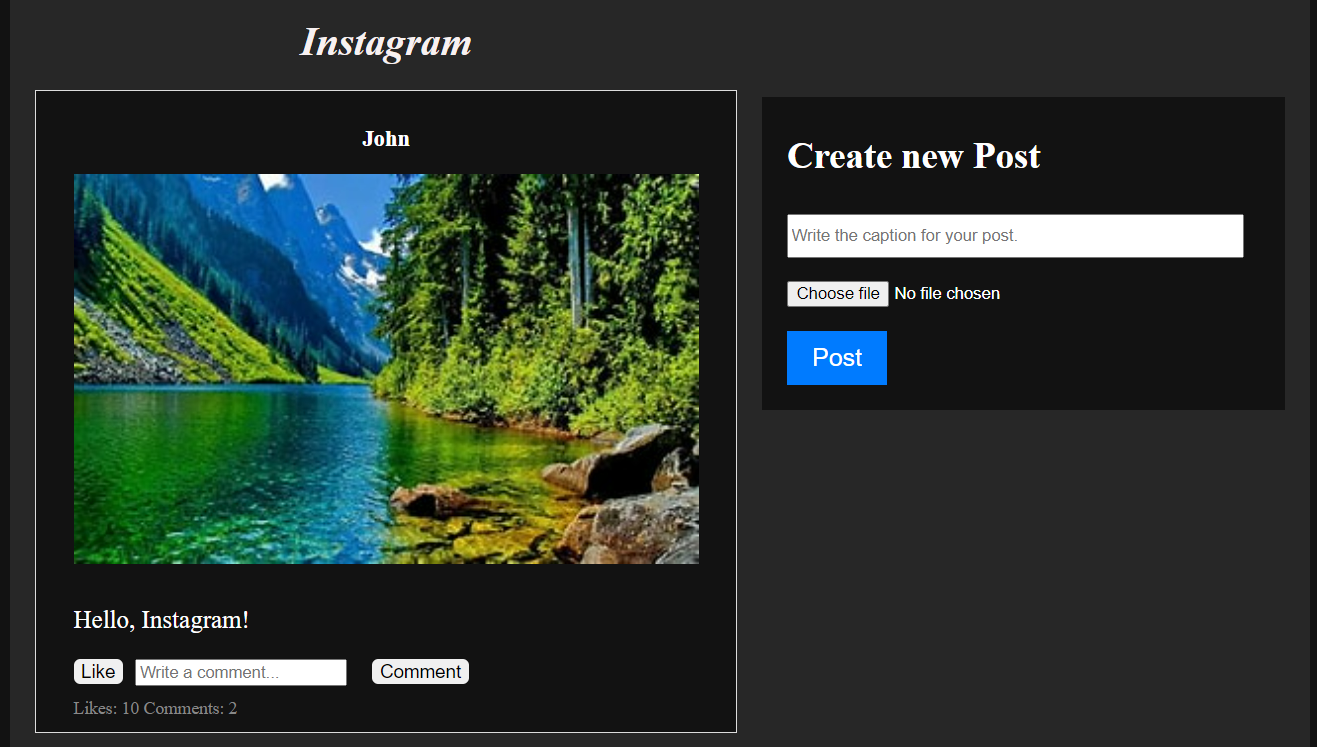 Instagram
John
Hello, Instagram!
Like Write a comment... Comment
Likes: 10 Comments: 2
Create new Post
Write the caption for your post.
Choose file No file chosen
Post